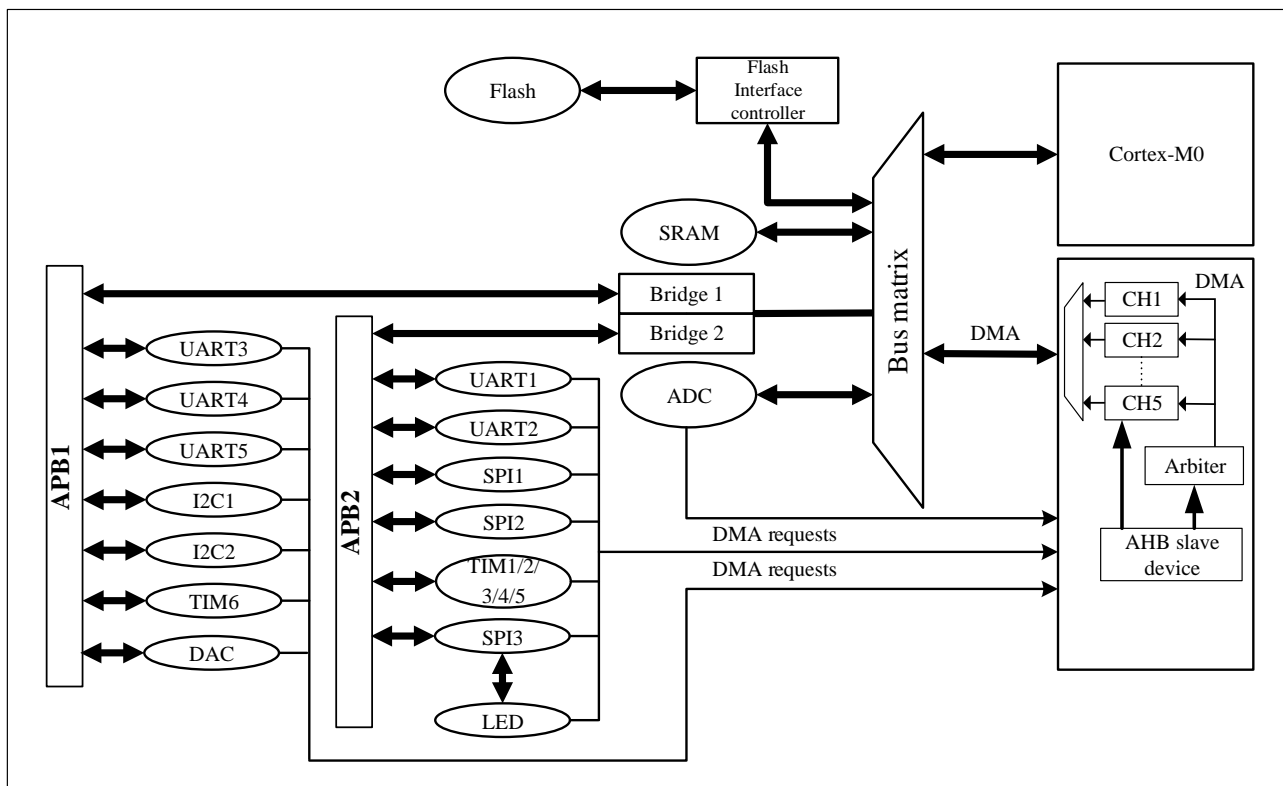 Flash
Flash
Interface
controller
Cortex-M0
SRAM
Bus matrix
Bridge 1
Bridge 2
DMA
CH1
CH2
CH5
DMA
Arbiter
AHB slave
device
ADC
APB1
UART3
UART4
UART5
I2C1
I2C2
TIM6
DAC
APB2
UART1
UART2
SPI1
SPI2
TIM1/2/
3/4/5
SPI3
LED
DMA requests
DMA requests